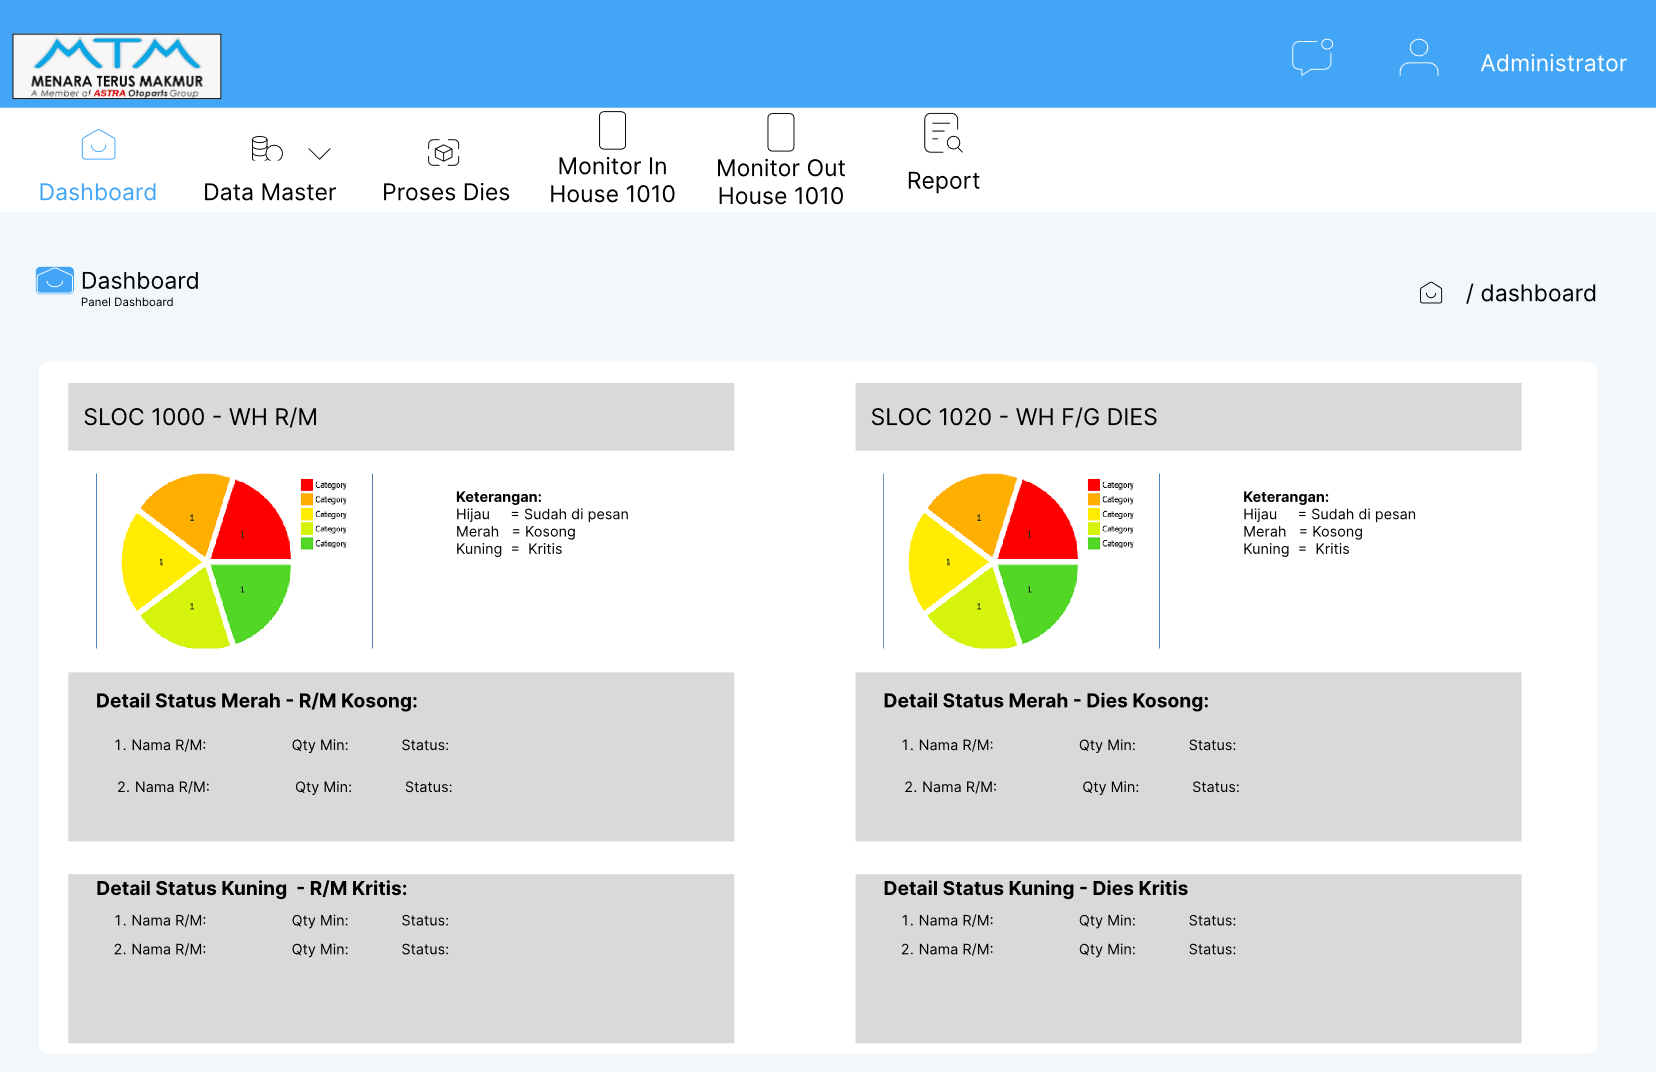 MTM
MENARA TERUS MAKMUR
A Member of ASTRA Otoparts Group
Administrator
Dashboard
Data Master
Proses Dies
Monitor In
House 1010
Monitor Out
House 1010
Report
Dashboard
Panel Dashboard
/ dashboard
SLOC 1000 - WH R/M
1
1
1
1
1
Category
Category
Category
Category
Category
Keterangan:
Hijau = Sudah di pesan
Merah = Kosong
Kuning = Kritis
Detail Status Merah - R/M Kosong:
1. Nama R/M: Qty Min: Status:
2. Nama R/M: Qty Min: Status:
Detail Status Kuning - R/M Kritis:
1. Nama R/M: Qty Min: Status:
2. Nama R/M: Qty Min: Status:
SLOC 1020 - WH F/G DIES
1
1
1
1
1
Category
Category
Category
Category
Category
Keterangan:
Hijau = Sudah di pesan
Merah = Kosong
Kuning = Kritis
Detail Status Merah - Dies Kosong:
1. Nama R/M: Qty Min: Status:
2. Nama R/M: Qty Min: Status:
Detail Status Kuning - Dies Kritis
1. Nama R/M: Qty Min: Status:
2. Nama R/M: Qty Min: Status: